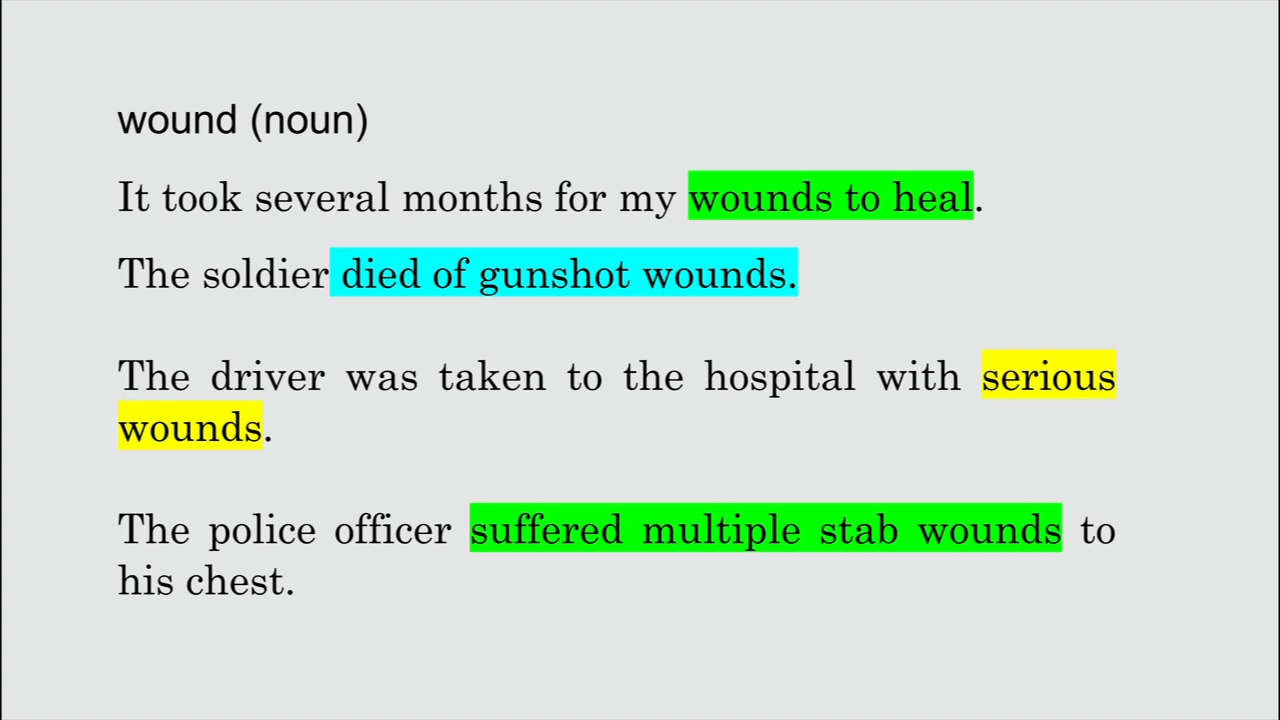 wound (noun)
It took several months for my wounds to heal.
The soldier died of gunshot wounds.
The driver was taken to the hospital with serious
wounds.
The police officer suffered multiple stab wounds to
his chest.